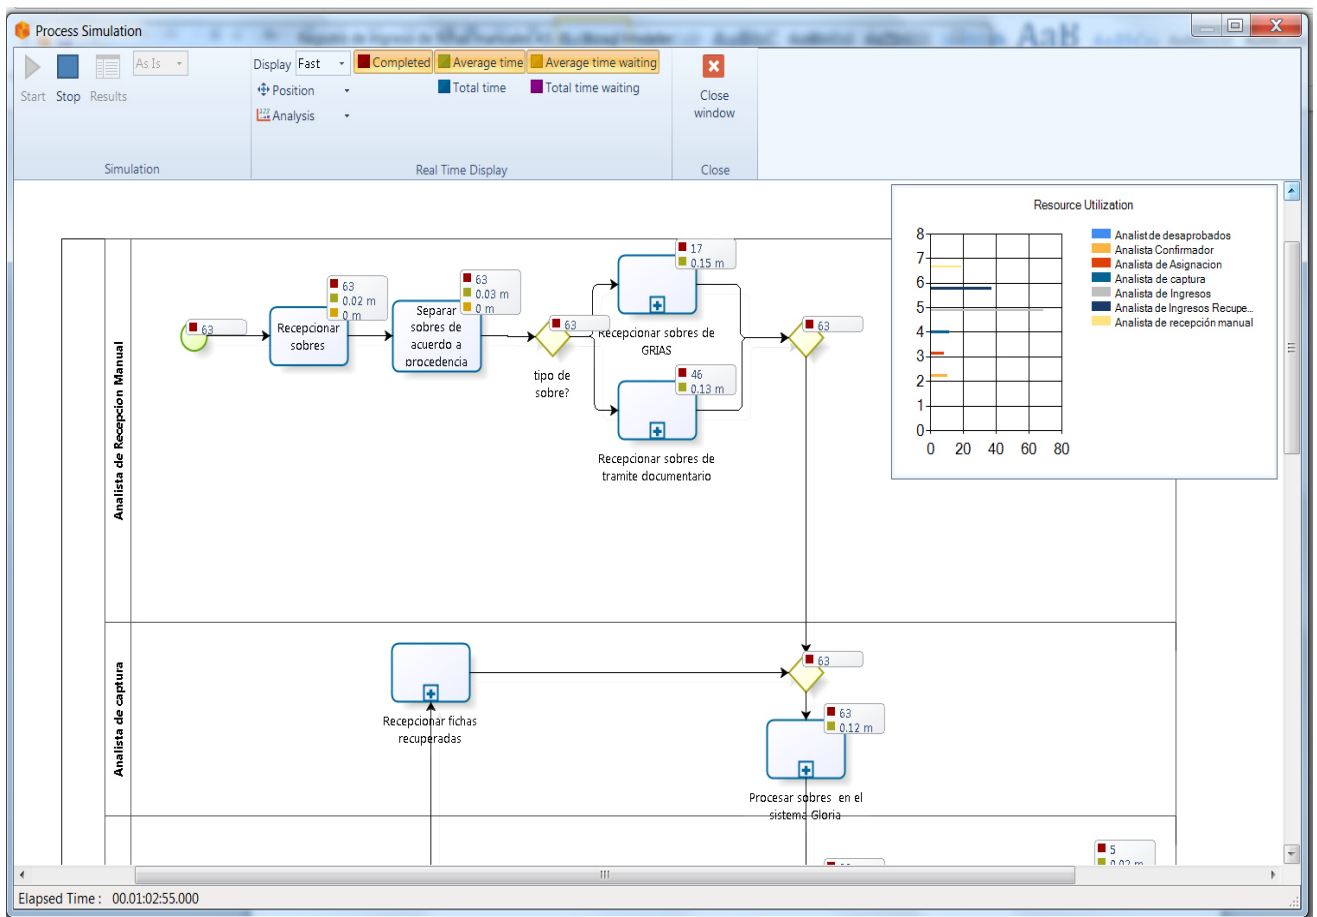 Process Simulation
Start
Stop
Results
As Is
Simulation
Display
Fast
Position
Analysis
Completed
Average time
Average time waiting
Total time
Total time waiting
Real Time Display
Close
window
Close
Resource Utilization
8
7
6
5
4
3
2
1
0
0 20 40 60 80
Analist de desaprobados
Analista Confirmador
Analista de Asignacion
Analista de captura
Analista de Ingresos
Analista de Ingresos Recupe...
Analista de recepción manual
Analista de Recepcion Manual
63
63
0.02 m
0 m
Recepcionar
sobres
63
0.03 m
0 m
Separar
sobres de
acuerdo a
procedencia
63
tipo de
sobre?
17
0.15 m
Recepcionar sobres de
GRIAS
46
0.13 m
Recepcionar sobres de
tramite documentario
63
Analista de captura
Recepcionar fichas
recuperadas
63
63
0.12 m
Procesar sobres en el
sistema Gloria
5
0.02 m
Elapsed Time : 00.01:02:55.000